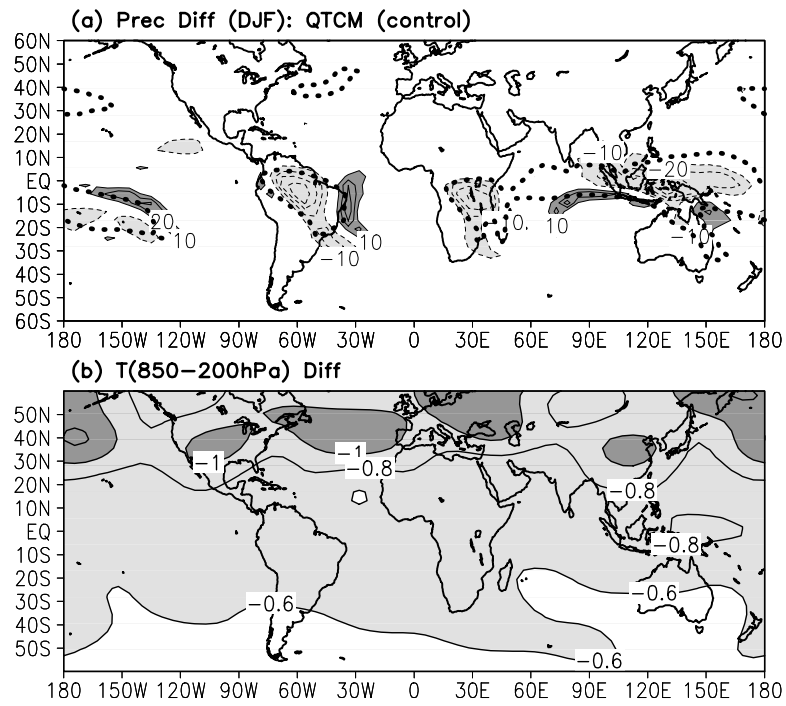 (a) Prec Diff (DJF): QTCM (control)
60N
50N
40N
30N
20N
10N
EQ
10S
20S
30S
40S
50S
60S
−10
−20
20
10
10
−10
0.
10
−10
180 150W 120W 90W 60W 30W 0 30E 60E 90E 120E 150E 180
(b) T(850−200hPa) Diff
50N
40N
30N
20N
10N
EQ
10S
20S
30S
40S
50S
−1
−1
−0.8
−0.8
−0.8
−0.6
−0.6
−0.6
180 150W 120W 90W 60W 30W 0 30E 60E 90E 120E 150E 180